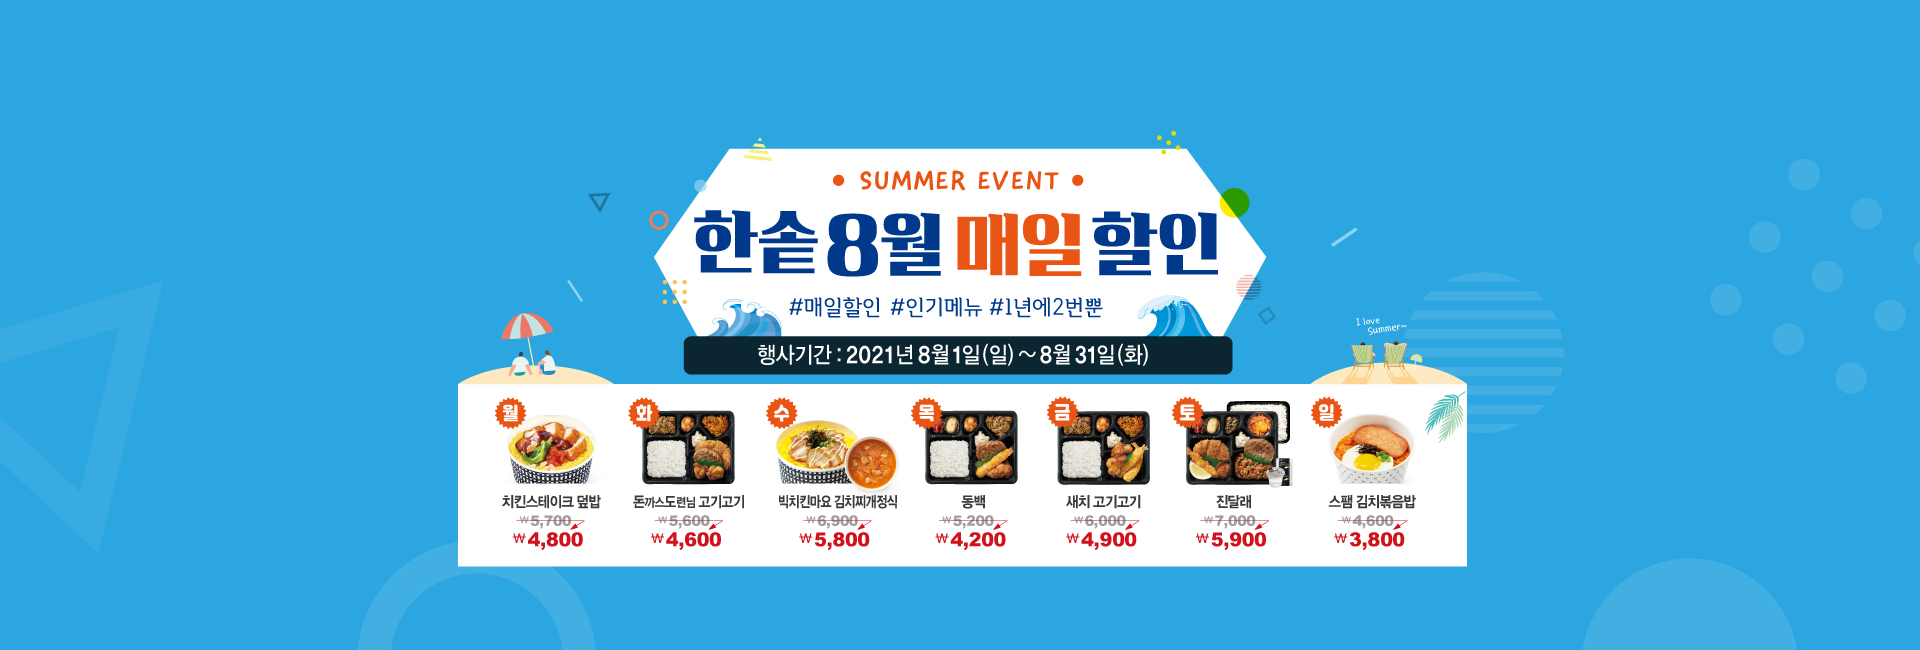 SUMMER EVENT
한솥 8월 매일 할인
#매일할인 #인기메뉴 #1년에2번뿐
행사기간 : 2021년 8월 1일(일) ~ 8월 31일(화)
I love
Summer~
월
치킨스테이크 덮밥
₩5,700
₩4,800
화
돈까스도련님 고기고기
₩5,600
₩4,600
수
빅치킨마요 김치찌개정식
₩6,900
₩5,800
목
동백
₩5,200
₩4,200
금
새치 고기고기
₩6,000
₩4,900
토
진달래
₩7,000
₩5,900
일
스팸 김치볶음밥
₩4,600
₩3,800